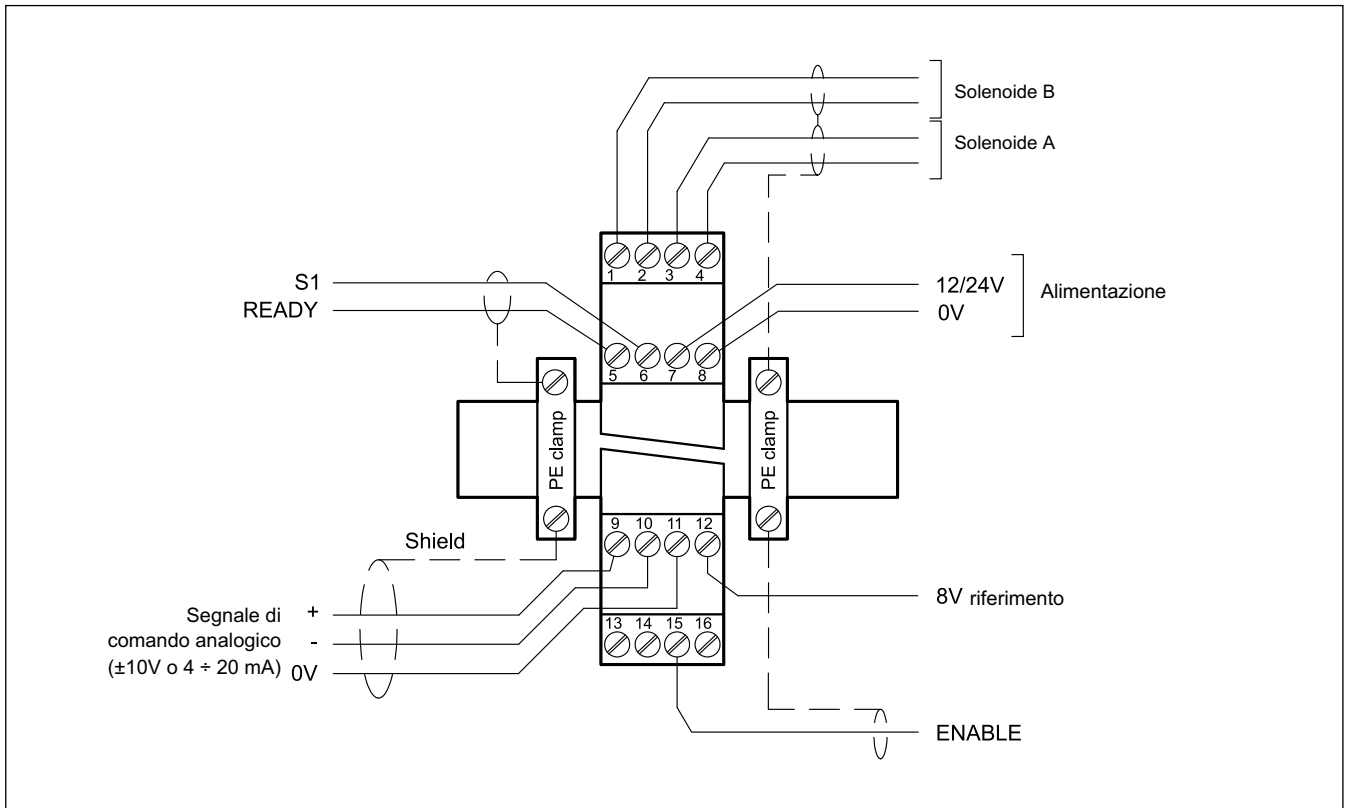 Solenoide B
Solenoide A
1 2 3 4
S1
READY
12/24V
0V
Alimentazione
5 6 7 8
PE clamp
PE clamp
9 10 11 12
Shield
8V riferimento
Segnale di
comando analogico
(±10V o 4 ÷ 20 mA)
+
-
0V
13 14 15 16
ENABLE